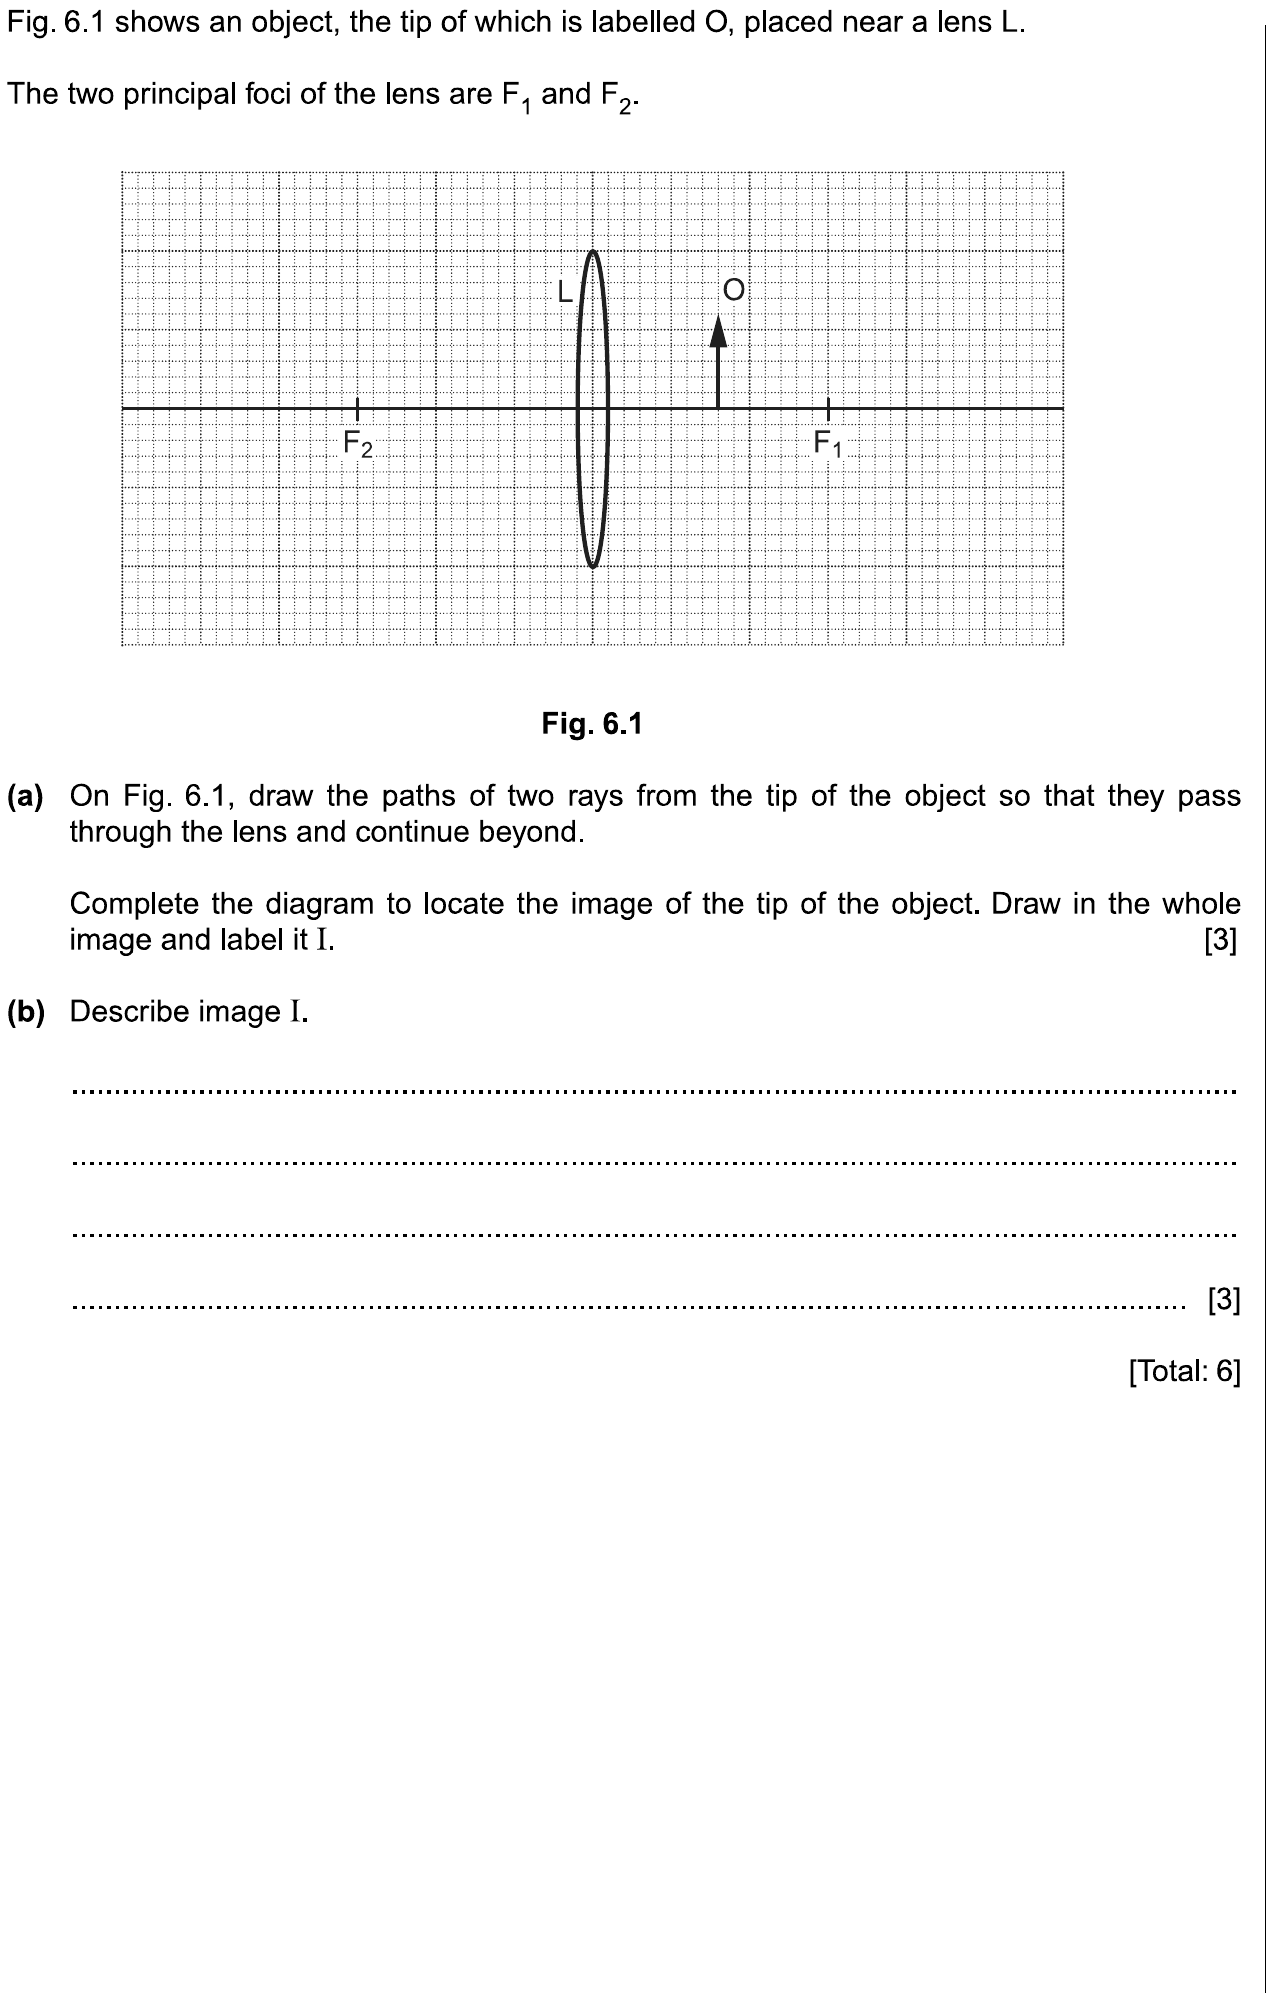 Fig. 6.1 shows an object, the tip of which is labelled O, placed near a lens L.
The two principal foci of the lens are F₁ and F₂.
L
O
F₂
F₁
Fig. 6.1
(a) On Fig. 6.1, draw the paths of two rays from the tip of the object so that they pass
through the lens and continue beyond.
Complete the diagram to locate the image of the tip of the object. Draw in the whole
image and label it I. [3]
(b) Describe image I.
[3]
[Total: 6]